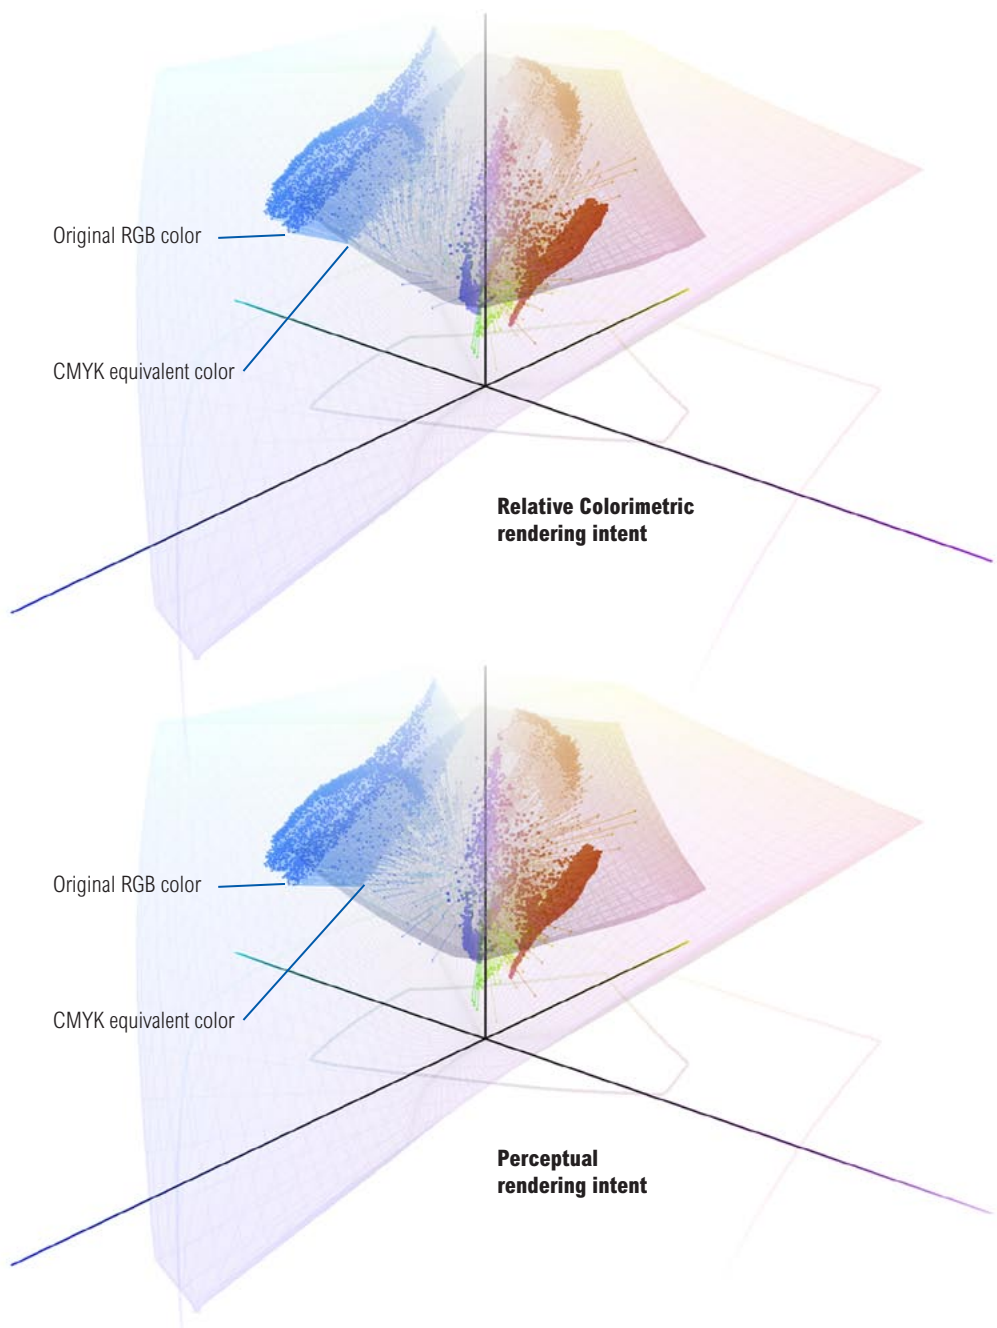 Original RGB color
CMYK equivalent color
Relative Colorimetric
rendering intent
Original RGB color
CMYK equivalent color
Perceptual
rendering intent